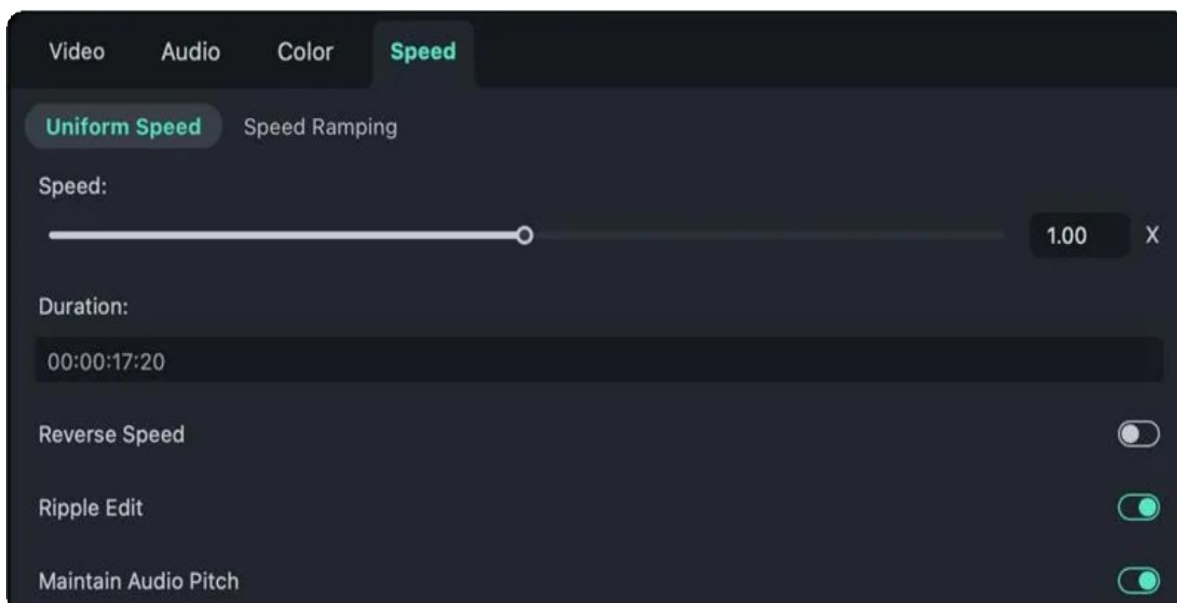 Video Audio Color Speed
Uniform Speed Speed Ramping
Speed:
1.00 X
Duration:
00:00:17:20
Reverse Speed
Ripple Edit
Maintain Audio Pitch